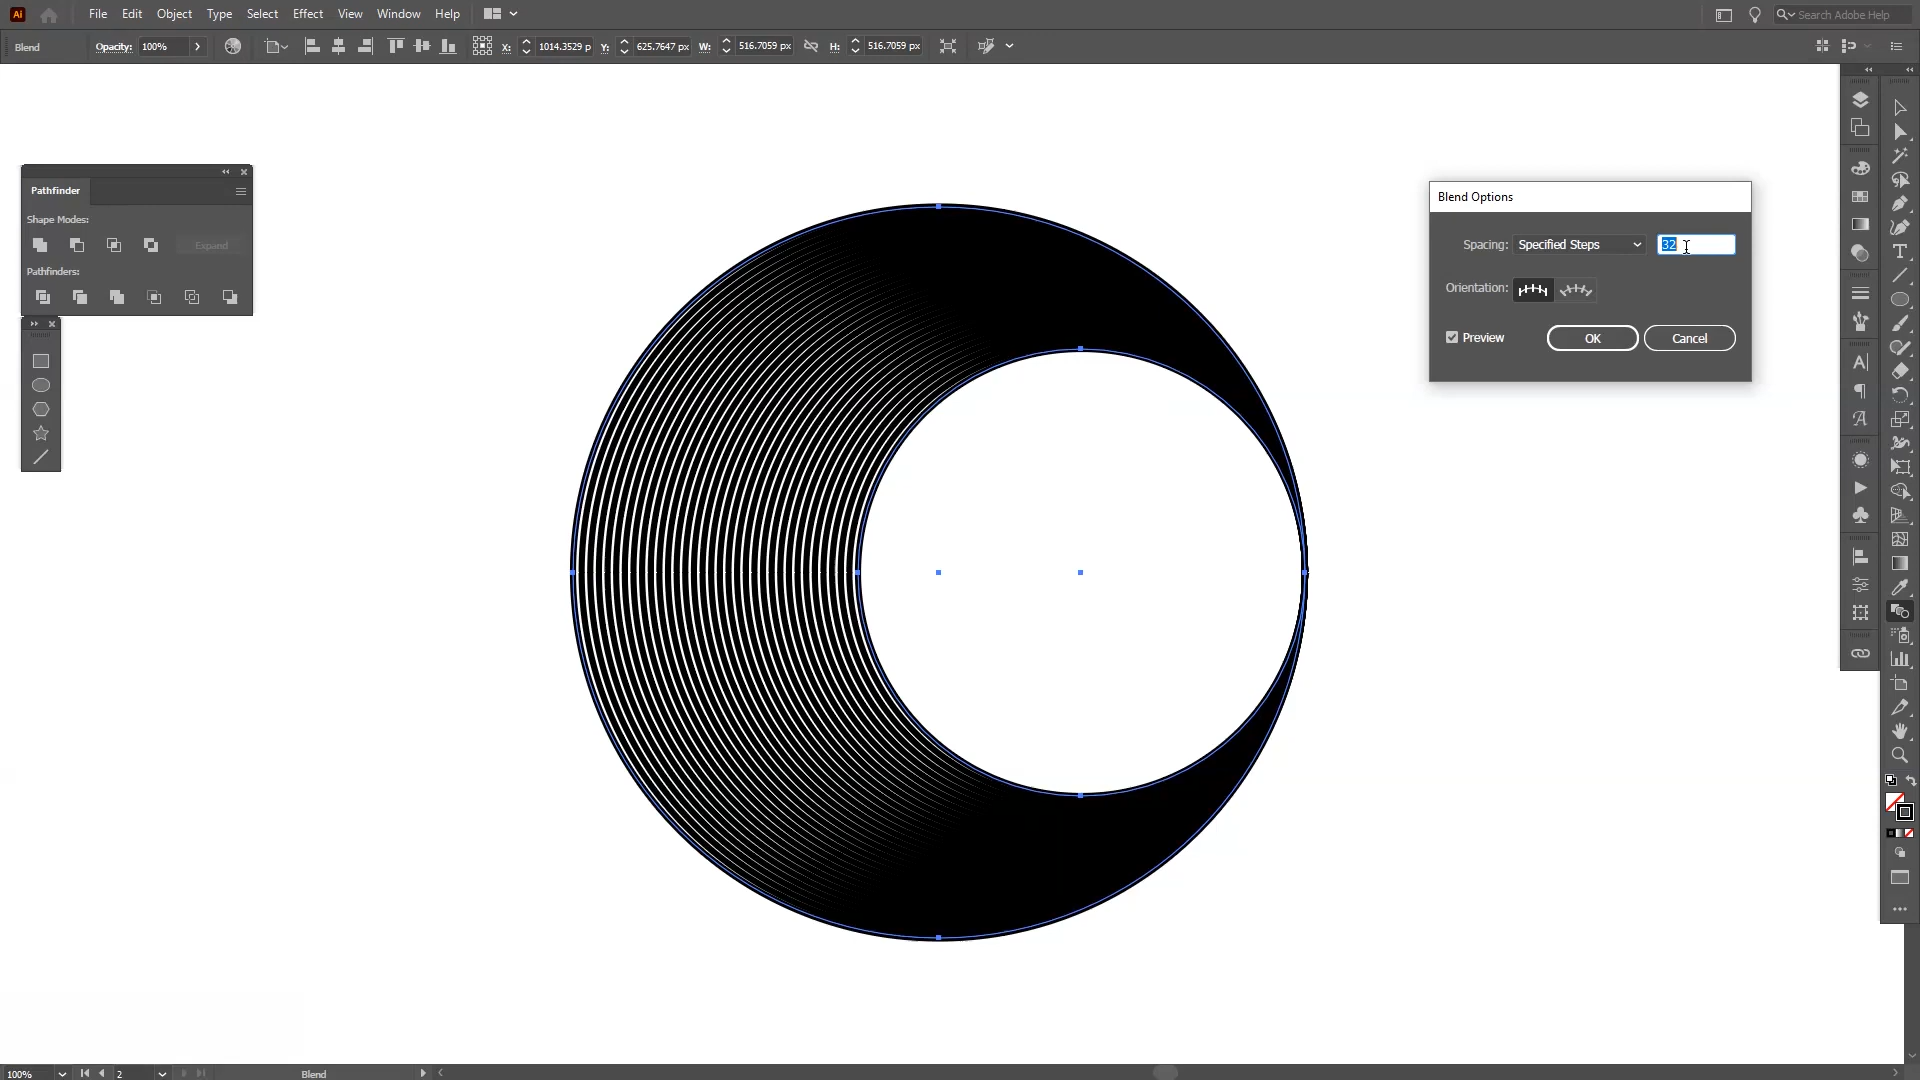 Ai File Edit Object Type Select Effect View Window Help Search Adobe Help
Blend Opacity: 100% X: 1014.3529 p Y: 625.7647 px W: 516.7059 px H: 516.7059 px
Pathfinder
Shape Modes:
Expand
Pathfinders:
Blend Options
Spacing: Specified Steps 32
Orientation:
Preview OK Cancel
100% 2 Blend